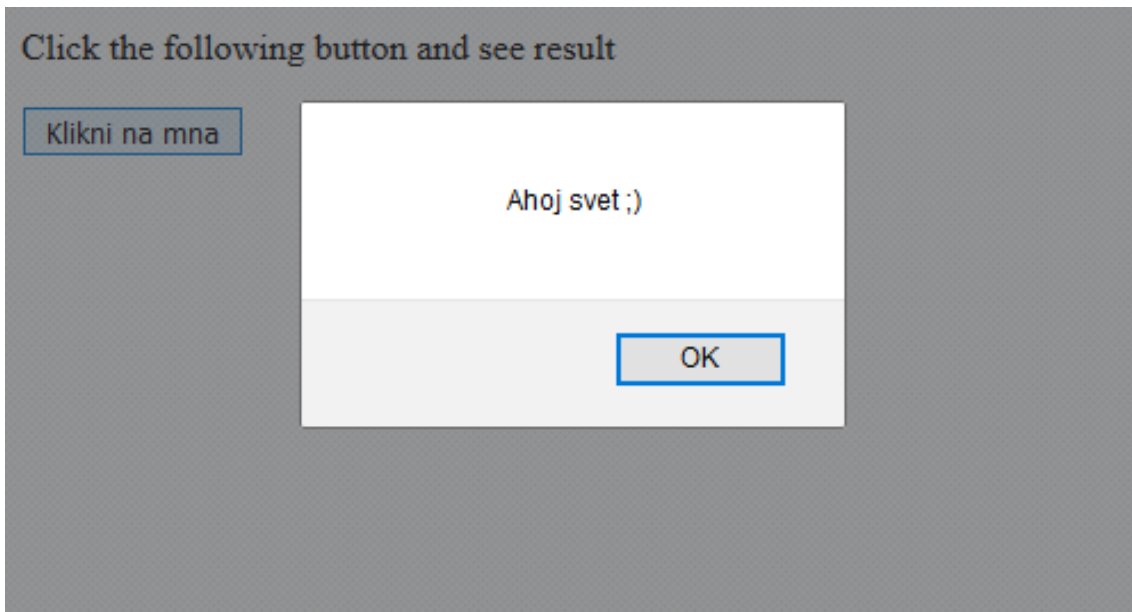 Click the following button and see result
Klikni na mna
Ahoj svet ;)
OK